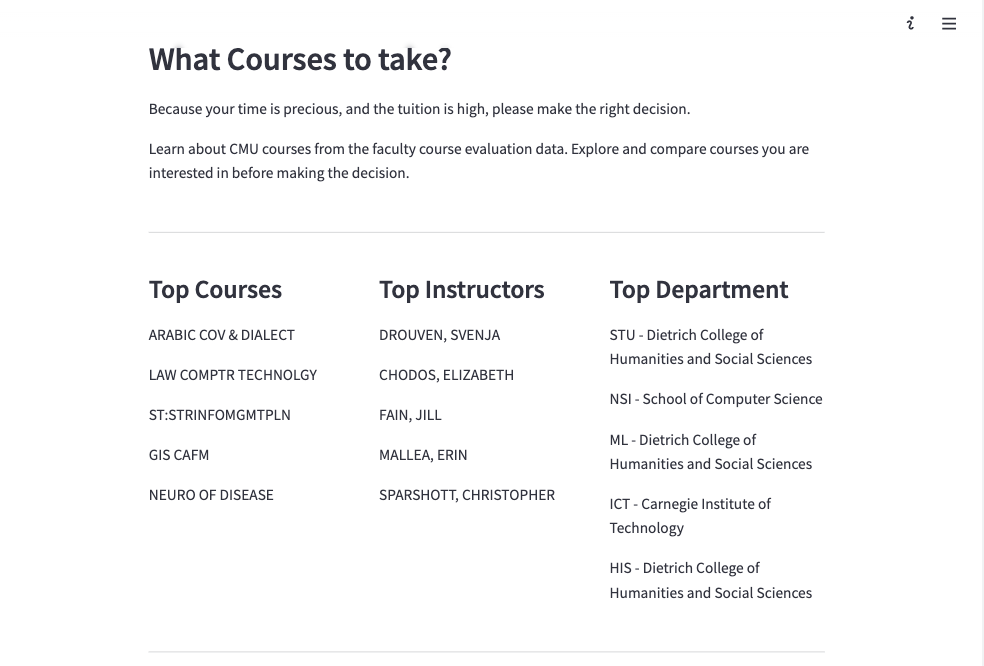 What Courses to take?
Because your time is precious, and the tuition is high, please make the right decision.
Learn about CMU courses from the faculty course evaluation data. Explore and compare courses you are
interested in before making the decision.
Top Courses
ARABIC COV & DIALECT
LAW COMPTR TECHNOLGY
ST:STRINFOMGMTPLN
GIS CAFM
NEURO OF DISEASE
Top Instructors
DROUVEN, SVENJA
CHODOS, ELIZABETH
FAIN, JILL
MALLEA, ERIN
SPARSHOTT, CHRISTOPHER
Top Department
STU - Dietrich College of
Humanities and Social Sciences
NSI - School of Computer Science
ML - Dietrich College of
Humanities and Social Sciences
ICT - Carnegie Institute of
Technology
HIS - Dietrich College of
Humanities and Social Sciences